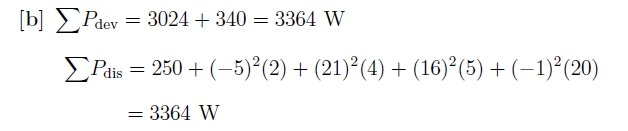 [b] ∑P_dev = 3024 + 340 = 3364 W
∑P_dis = 250 + (−5)²(2) + (21)²(4) + (16)²(5) + (−1)²(20)
= 3364 W